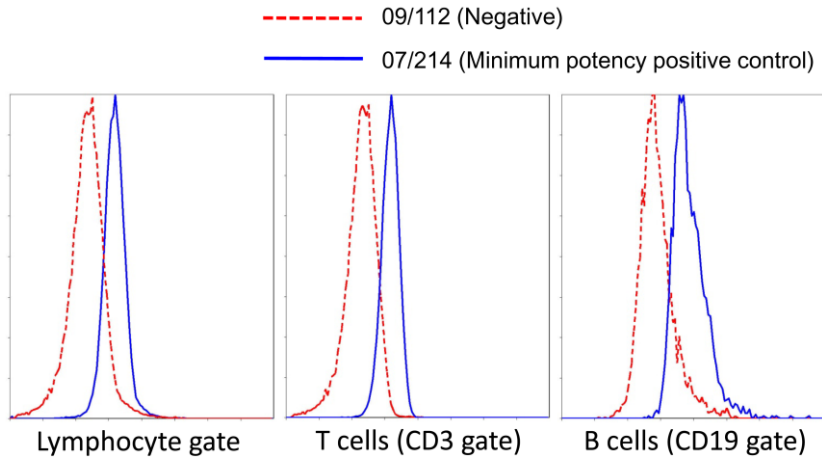 09/112 (Negative)
07/214 (Minimum potency positive control)
Lymphocyte gate
T cells (CD3 gate)
B cells (CD19 gate)